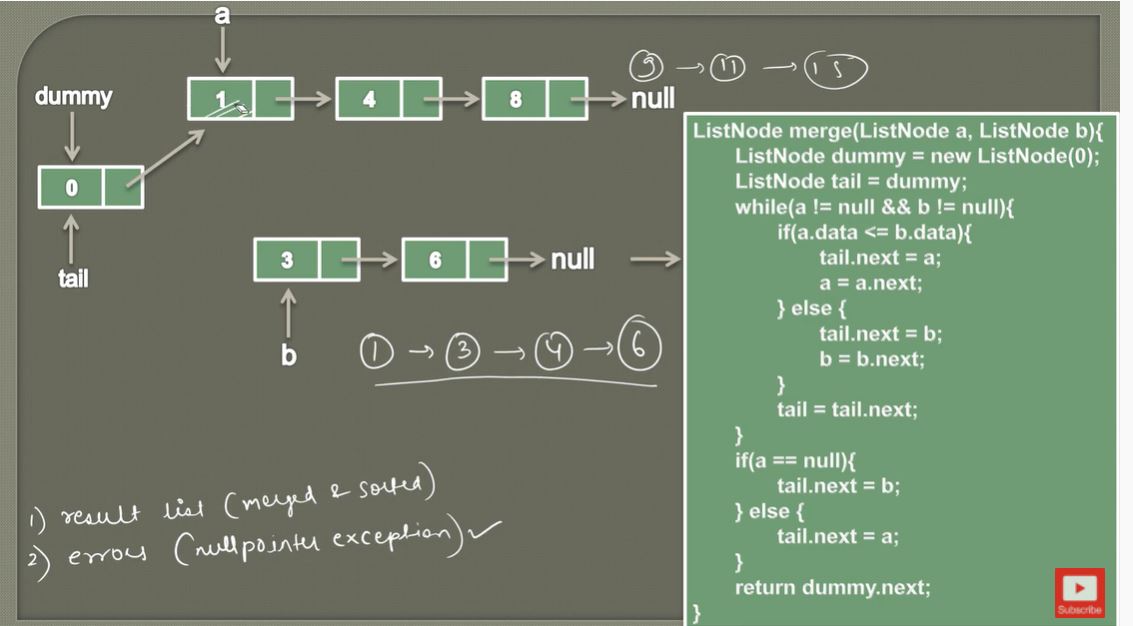 a
9 → 11 → 15
dummy
1 4 8 null
0
tail
3 6 null
b
1 → 3 → 4 → 6
1) result list (merged & sorted)
2) errors (nullpointer exception) ✓
ListNode merge(ListNode a, ListNode b){
ListNode dummy = new ListNode(0);
ListNode tail = dummy;
while(a != null && b != null){
if(a.data <= b.data){
tail.next = a;
a = a.next;
} else {
tail.next = b;
b = b.next;
}
tail = tail.next;
}
if(a == null){
tail.next = b;
} else {
tail.next = a;
}
return dummy.next;
}
Subscribe